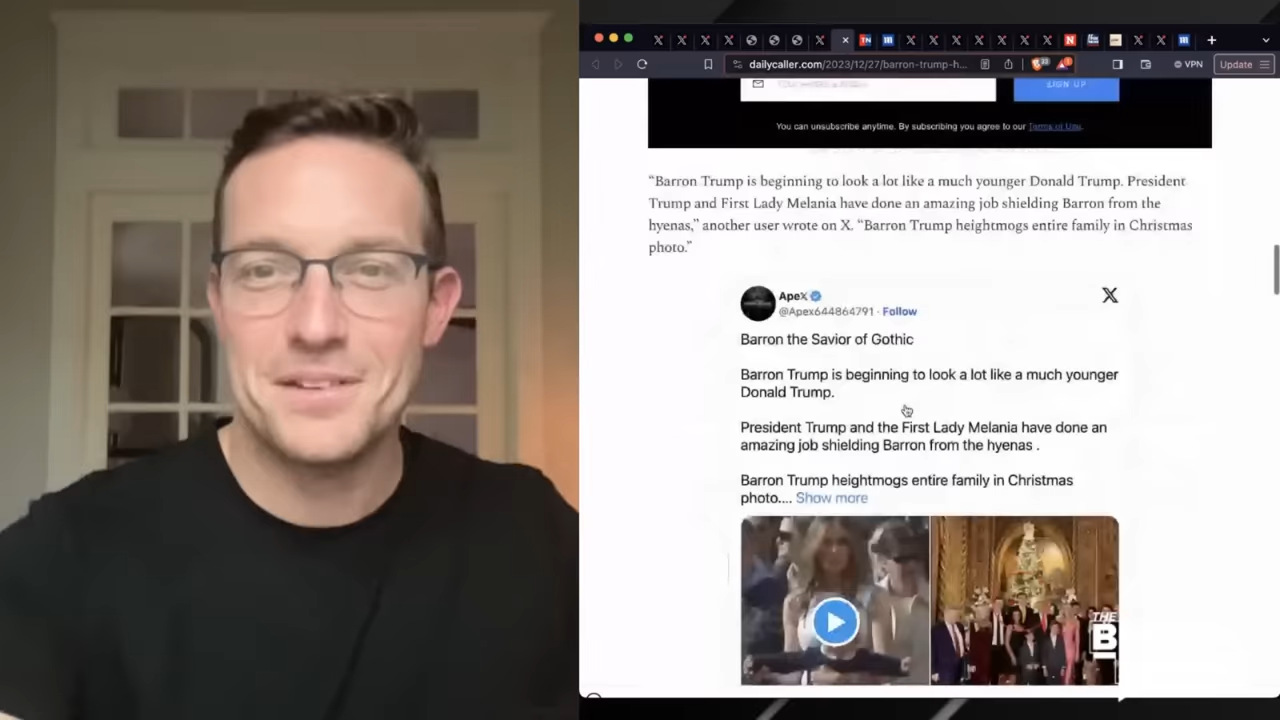 dailycaller.com/2023/12/27/barron-trump-h...
VPN
Update
SIGN UP
You can unsubscribe anytime. By subscribing you agree to our Terms of Use.
“Barron Trump is beginning to look a lot like a much younger Donald Trump. President
Trump and First Lady Melania have done an amazing job shielding Barron from the
hyenas,” another user wrote on X. “Barron Trump heightmogs entire family in Christmas
photo.”
ApeX
@Apex644864791 · Follow
Barron the Savior of Gothic
Barron Trump is beginning to look a lot like a much younger
Donald Trump.
President Trump and the First Lady Melania have done an
amazing job shielding Barron from the hyenas .
Barron Trump heightmogs entire family in Christmas
photo.... Show more
THE
B